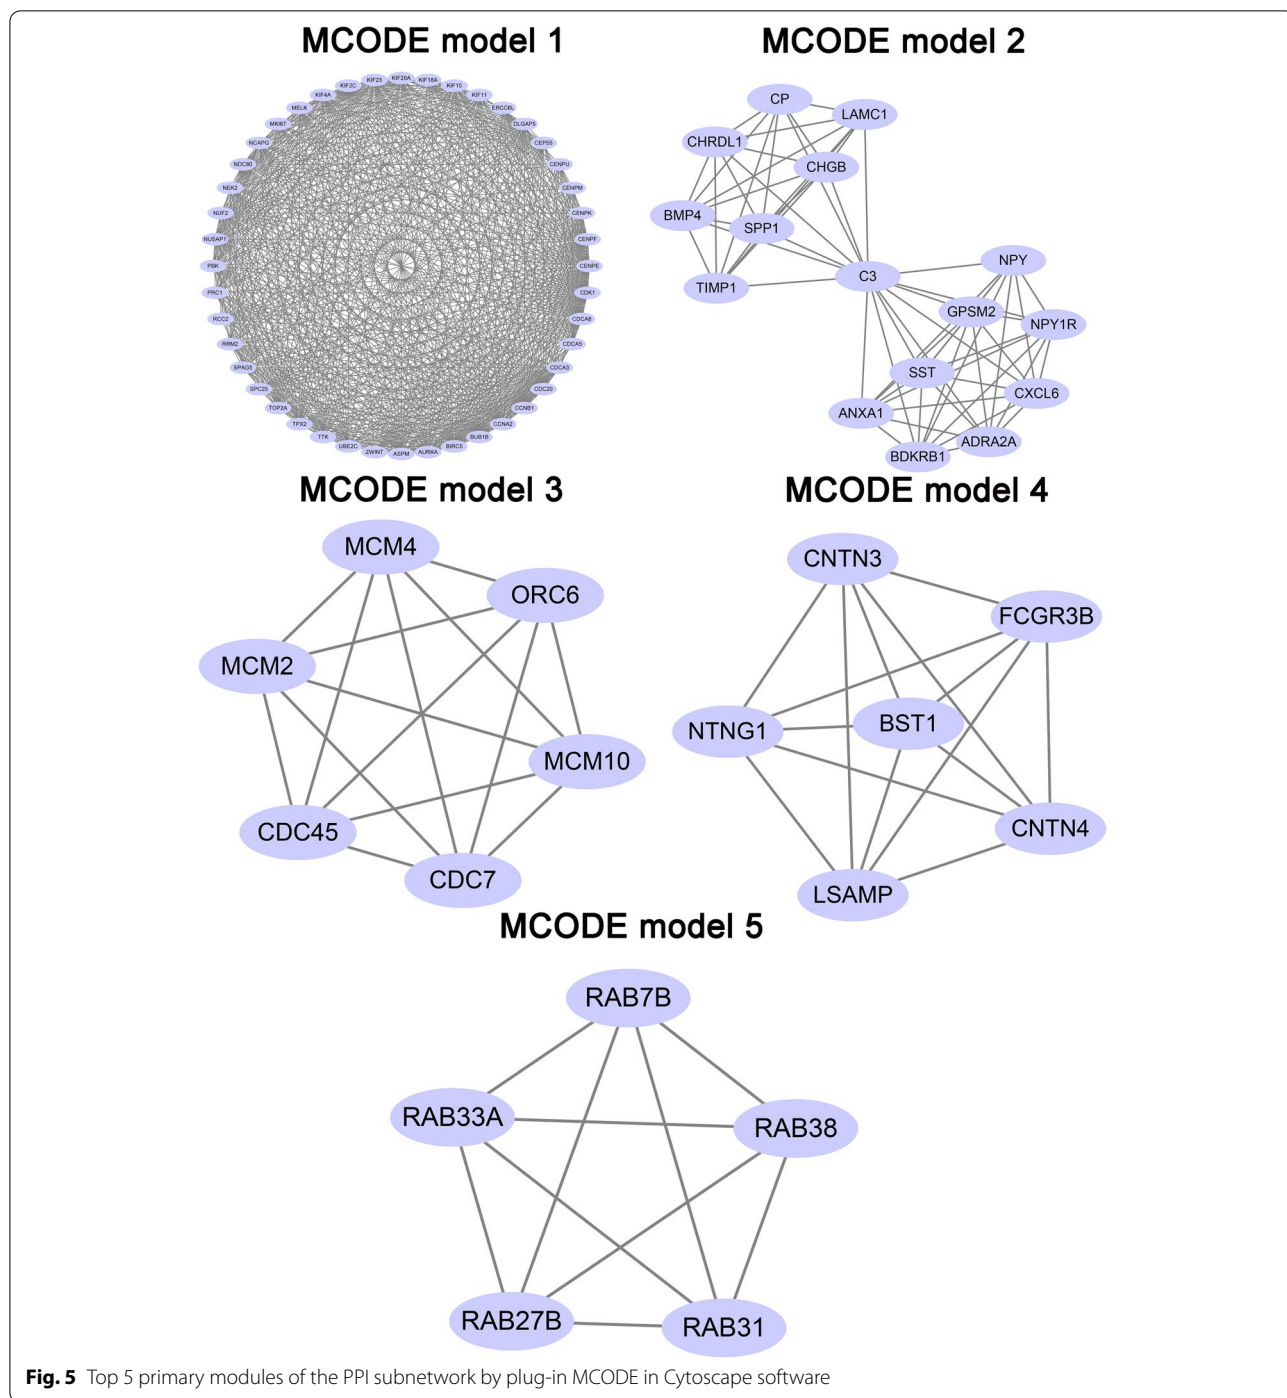 MCODE model 1
KIF20A
KIF18A
KIF15
KIF11
ERCC6L
DLGAP5
CEP55
CENPU
CENPM
CENPK
CENPF
CENPE
CDK1
CDCA8
CDCA5
CDCA3
CDC20
CCNB1
CCNA2
BUB1B
BIRC5
AURKA
ASPM
ZWINT
UBE2C
TTK
TPX2
TOP2A
SPC25
SPAG5
RRM2
RCC2
PRC1
PBK
NUSAP1
NUF2
NEK2
NDC80
NCAPG
MKI67
MELK
KIF4A
KIF2C
KIF23
MCODE model 2
CP
LAMC1
CHRDL1
CHGB
BMP4
SPP1
TIMP1
C3
NPY
GPSM2
NPY1R
SST
CXCL6
ANXA1
ADRA2A
BDKRB1
MCODE model 3
MCM4
ORC6
MCM2
MCM10
CDC45
CDC7
MCODE model 4
CNTN3
FCGR3B
NTNG1
BST1
CNTN4
LSAMP
MCODE model 5
RAB7B
RAB33A
RAB38
RAB27B
RAB31
Fig. 5 Top 5 primary modules of the PPI subnetwork by plug-in MCODE in Cytoscape software